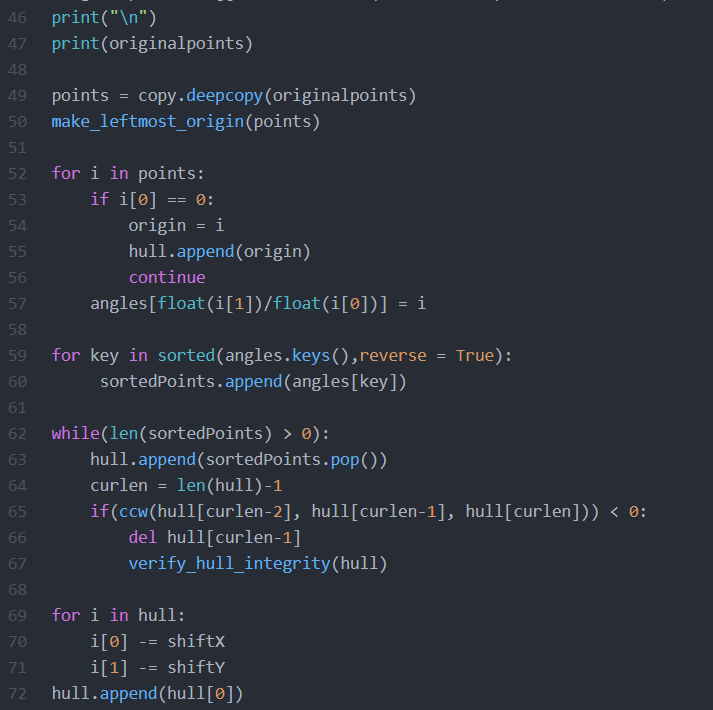 46 print("\n")
47 print(originalpoints)
48
49 points = copy.deepcopy(originalpoints)
50 make_leftmost_origin(points)
51
52 for i in points:
53     if i[0] == 0:
54         origin = i
55         hull.append(origin)
56         continue
57     angles[float(i[1])/float(i[0])] = i
58
59 for key in sorted(angles.keys(),reverse = True):
60      sortedPoints.append(angles[key])
61
62 while(len(sortedPoints) > 0):
63     hull.append(sortedPoints.pop())
64     curlen = len(hull)-1
65     if(ccw(hull[curlen-2], hull[curlen-1], hull[curlen])) < 0:
66         del hull[curlen-1]
67         verify_hull_integrity(hull)
68
69 for i in hull:
70     i[0] -= shiftX
71     i[1] -= shiftY
72 hull.append(hull[0])